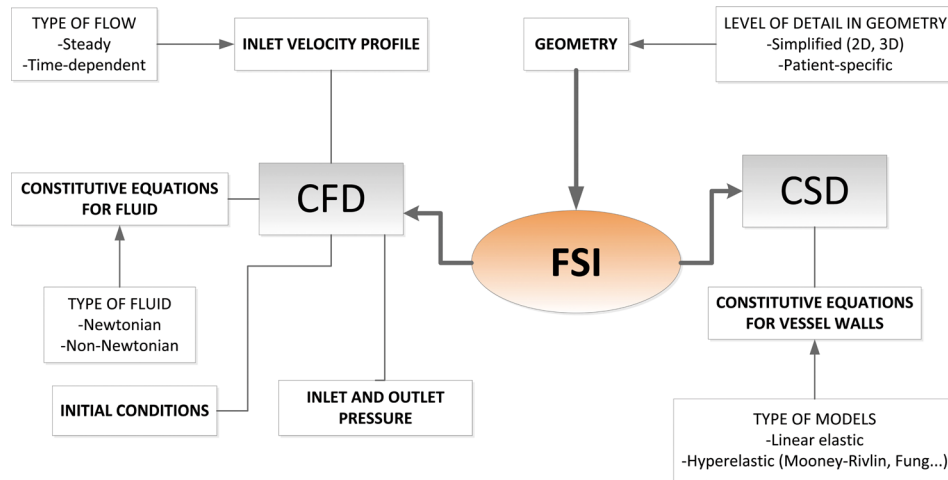 TYPE OF FLOW
-Steady
-Time-dependent
INLET VELOCITY PROFILE
GEOMETRY
LEVEL OF DETAIL IN GEOMETRY
-Simplified (2D, 3D)
-Patient-specific
CONSTITUTIVE EQUATIONS
FOR FLUID
CFD
CSD
FSI
TYPE OF FLUID
-Newtonian
-Non-Newtonian
CONSTITUTIVE EQUATIONS
FOR VESSEL WALLS
INITIAL CONDITIONS
INLET AND OUTLET
PRESSURE
TYPE OF MODELS
-Linear elastic
-Hyperelastic (Mooney-Rivlin, Fung...)